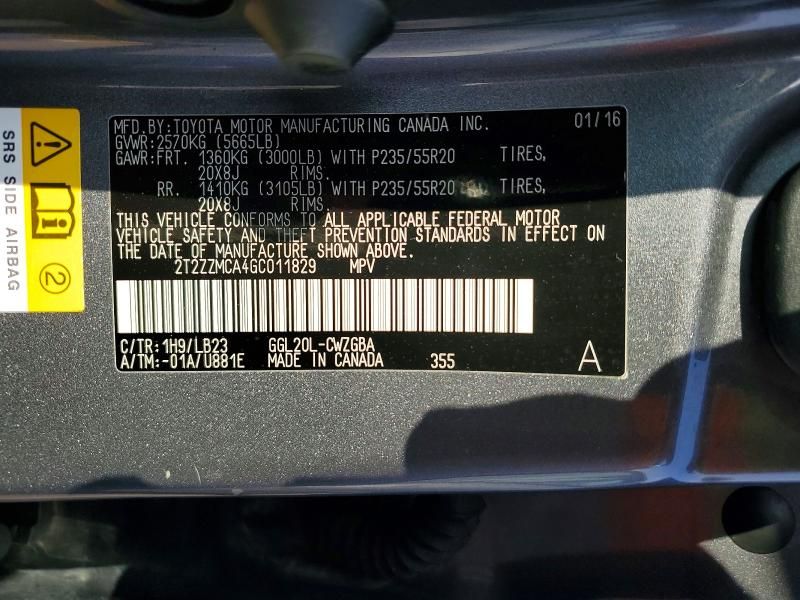 MFD.BY:TOYOTA MOTOR MANUFACTURING CANADA INC. 01/16
GVWR:2570KG (5665LB)
GAWR:FRT. 1360KG (3000LB) WITH P235/55R20 TIRES,
20X8J RIMS.
RR. 1410KG (3105LB) WITH P235/55R20 TIRES,
20X8J RIMS.
THIS VEHICLE CONFORMS TO ALL APPLICABLE FEDERAL MOTOR
VEHICLE SAFETY AND THEFT PREVENTION STANDARDS IN EFFECT ON
THE DATE OF MANUFACTURE SHOWN ABOVE.
2T2ZZMCA4GC011829 MPV
C/TR:1H9/LB23 GGL20L-CWZGBA
A/TM:-01A/U881E MADE IN CANADA 355 A
SRS SIDE AIRBAG
2